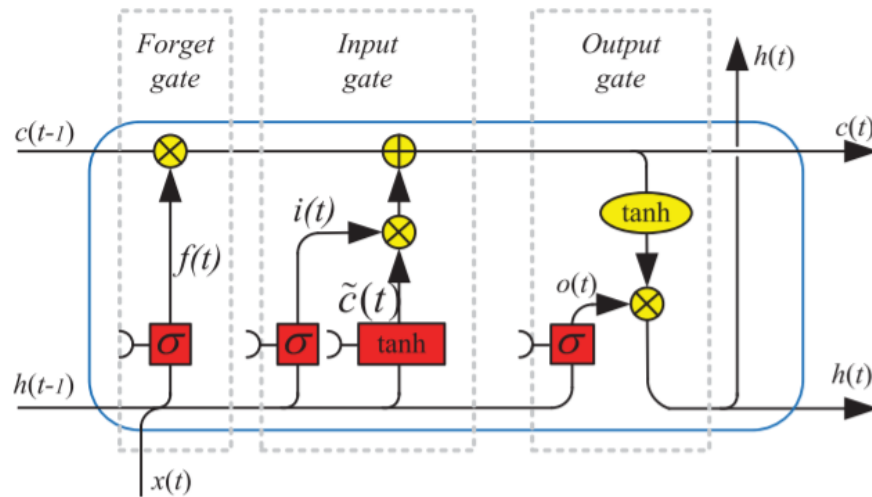 Forget
gate
Input
gate
Output
gate
h(t)
c(t-1)
c(t)
i(t)
tanh
f(t)
c̃(t)
o(t)
σ
σ
tanh
σ
h(t-1)
h(t)
x(t)